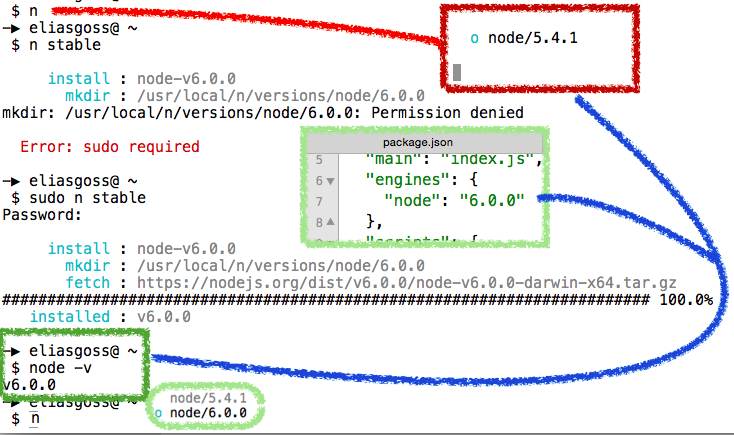 $ n
o node/5.4.1
→ eliasgoss@ ~
$ n stable
install : node-v6.0.0
mkdir : /usr/local/n/versions/node/6.0.0
mkdir: /usr/local/n/versions/node/6.0.0: Permission denied
Error: sudo required
package.json
5 "main": "index.js",
6 "engines": {
7 "node": "6.0.0"
8 },
"scripts": {
→ eliasgoss@ ~
$ sudo n stable
Password:
install : node-v6.0.0
mkdir : /usr/local/n/versions/node/6.0.0
fetch : https://nodejs.org/dist/v6.0.0/node-v6.0.0-darwin-x64.tar.gz
######################################################################## 100.0%
installed : v6.0.0
→ eliasgoss@ ~
$ node -v
v6.0.0
→ eliasgoss@ ~
$ n
node/5.4.1
o node/6.0.0